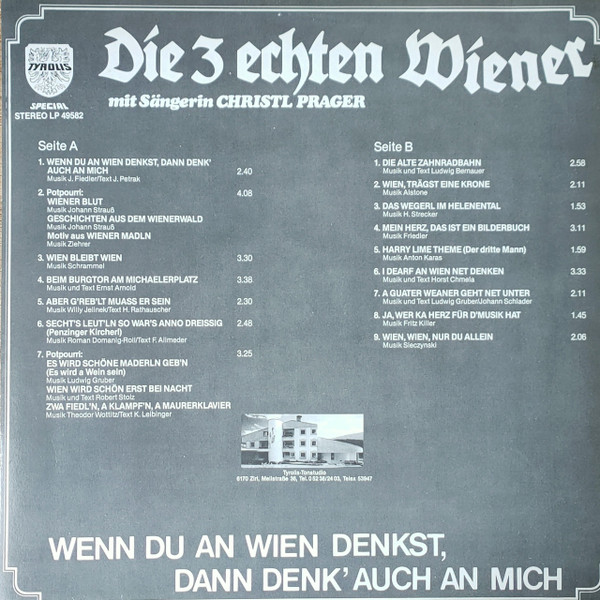 TYROLIS
SPECIAL
STEREO LP 49582
Die 3 echten Wiener
mit Sängerin CHRISTL PRAGER
Seite A
1. WENN DU AN WIEN DENKST, DANN DENK'
AUCH AN MICH 2.40
Musik J. Fiedler/Text J. Petrak
2. Potpourri: 4.08
WIENER BLUT
Musik Johann Strauß
GESCHICHTEN AUS DEM WIENERWALD
Musik Johann Strauß
Motiv aus WIENER MADLN
Musik Ziehrer
3. WIEN BLEIBT WIEN 3.30
Musik Schrammel
4. BEIM BURGTOR AM MICHAELERPLATZ 3.38
Musik und Text Ernst Arnold
5. ABER G'REB'LT MUASS ER SEIN 2.30
Musik Willy Jelinek/Text H. Rathauscher
6. SECHT'S LEUT'LN SO WAR'S ANNO DREISSIG 2.48
(Penzinger Kircherl)
Musik Roman Domanig-Roll/Text F. Allmeder
7. Potpourri: 3.25
ES WIRD SCHÖNE MADERLN GEB'N
(Es wird a Wein sein)
Musik Ludwig Gruber
WIEN WIRD SCHÖN ERST BEI NACHT
Musik und Text Robert Stolz
ZWA FIEDL'N, A KLAMPF'N, A MAURERKLAVIER
Musik Theodor Wottitz/Text K. Leibinger
Seite B
1. DIE ALTE ZAHNRADBAHN 2.58
Musik und Text Ludwig Bernauer
2. WIEN, TRÄGST EINE KRONE 2.11
Musik Alstone
3. DAS WEGERL IM HELENENTAL 1.53
Musik H. Strecker
4. MEIN HERZ, DAS IST EIN BILDERBUCH 3.11
Musik Friedler
5. HARRY LIME THEME (Der dritte Mann) 1.59
Musik Anton Karas
6. I DEARF AN WIEN NET DENKEN 3.33
Musik und Text Horst Chmela
7. A GUATER WEANER GEHT NET UNTER 2.11
Musik und Text Ludwig Gruber/Johann Schlader
8. JA, WER KA HERZ FÜR D'MUSIK HAT 1.45
Musik Fritz Killer
9. WIEN, WIEN, NUR DU ALLEIN 2.06
Musik Sieczynski
Tyrolis-Tonstudio
6170 Zirl, Meilstraße 36, Tel. 0 52 38/24 03, Telex 53947
WENN DU AN WIEN DENKST,
DANN DENK' AUCH AN MICH